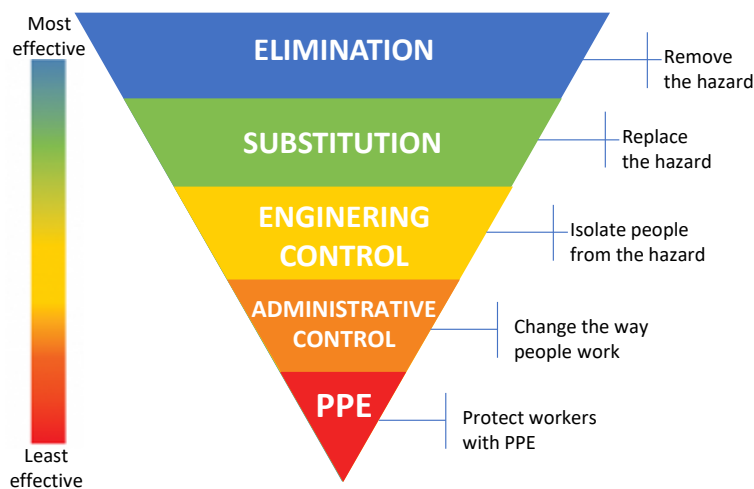 Most
effective
ELIMINATION
Remove
the hazard
SUBSTITUTION
Replace
the hazard
ENGINERING
CONTROL
Isolate people
from the hazard
ADMINISTRATIVE
CONTROL
Change the way
people work
PPE
Protect workers
with PPE
Least
effective